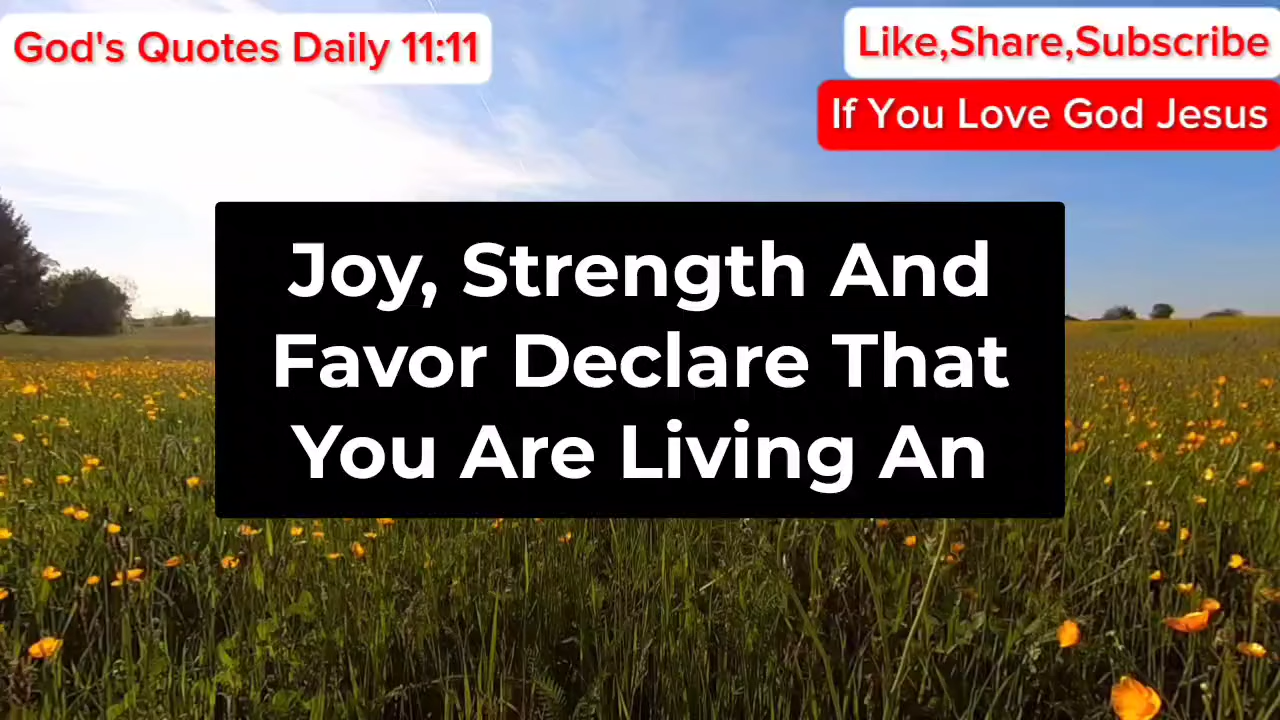 God's Quotes Daily 11:11
Like,Share,Subscribe
If You Love God Jesus
Joy, Strength And
Favor Declare That
You Are Living An